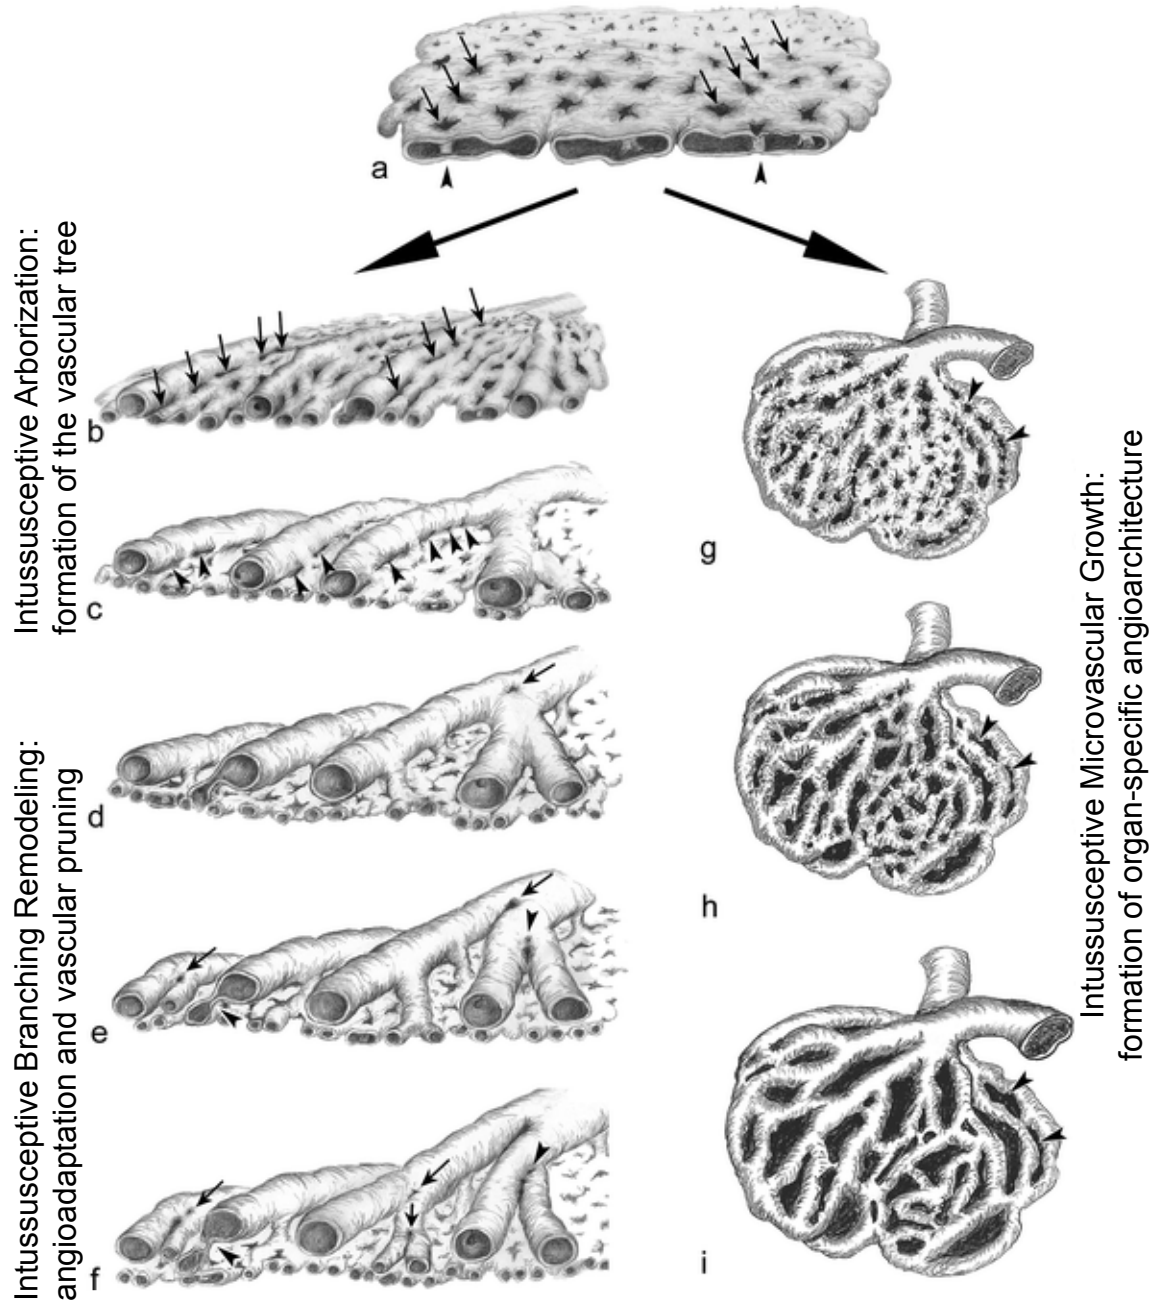 a
Intussusceptive Arborization:
formation of the vascular tree
b
c
Intussusceptive Branching Remodeling:
angioadaptation and vascular pruning
d
e
f
g
h
i
Intussusceptive Microvascular Growth:
formation of organ-specific angioarchitecture